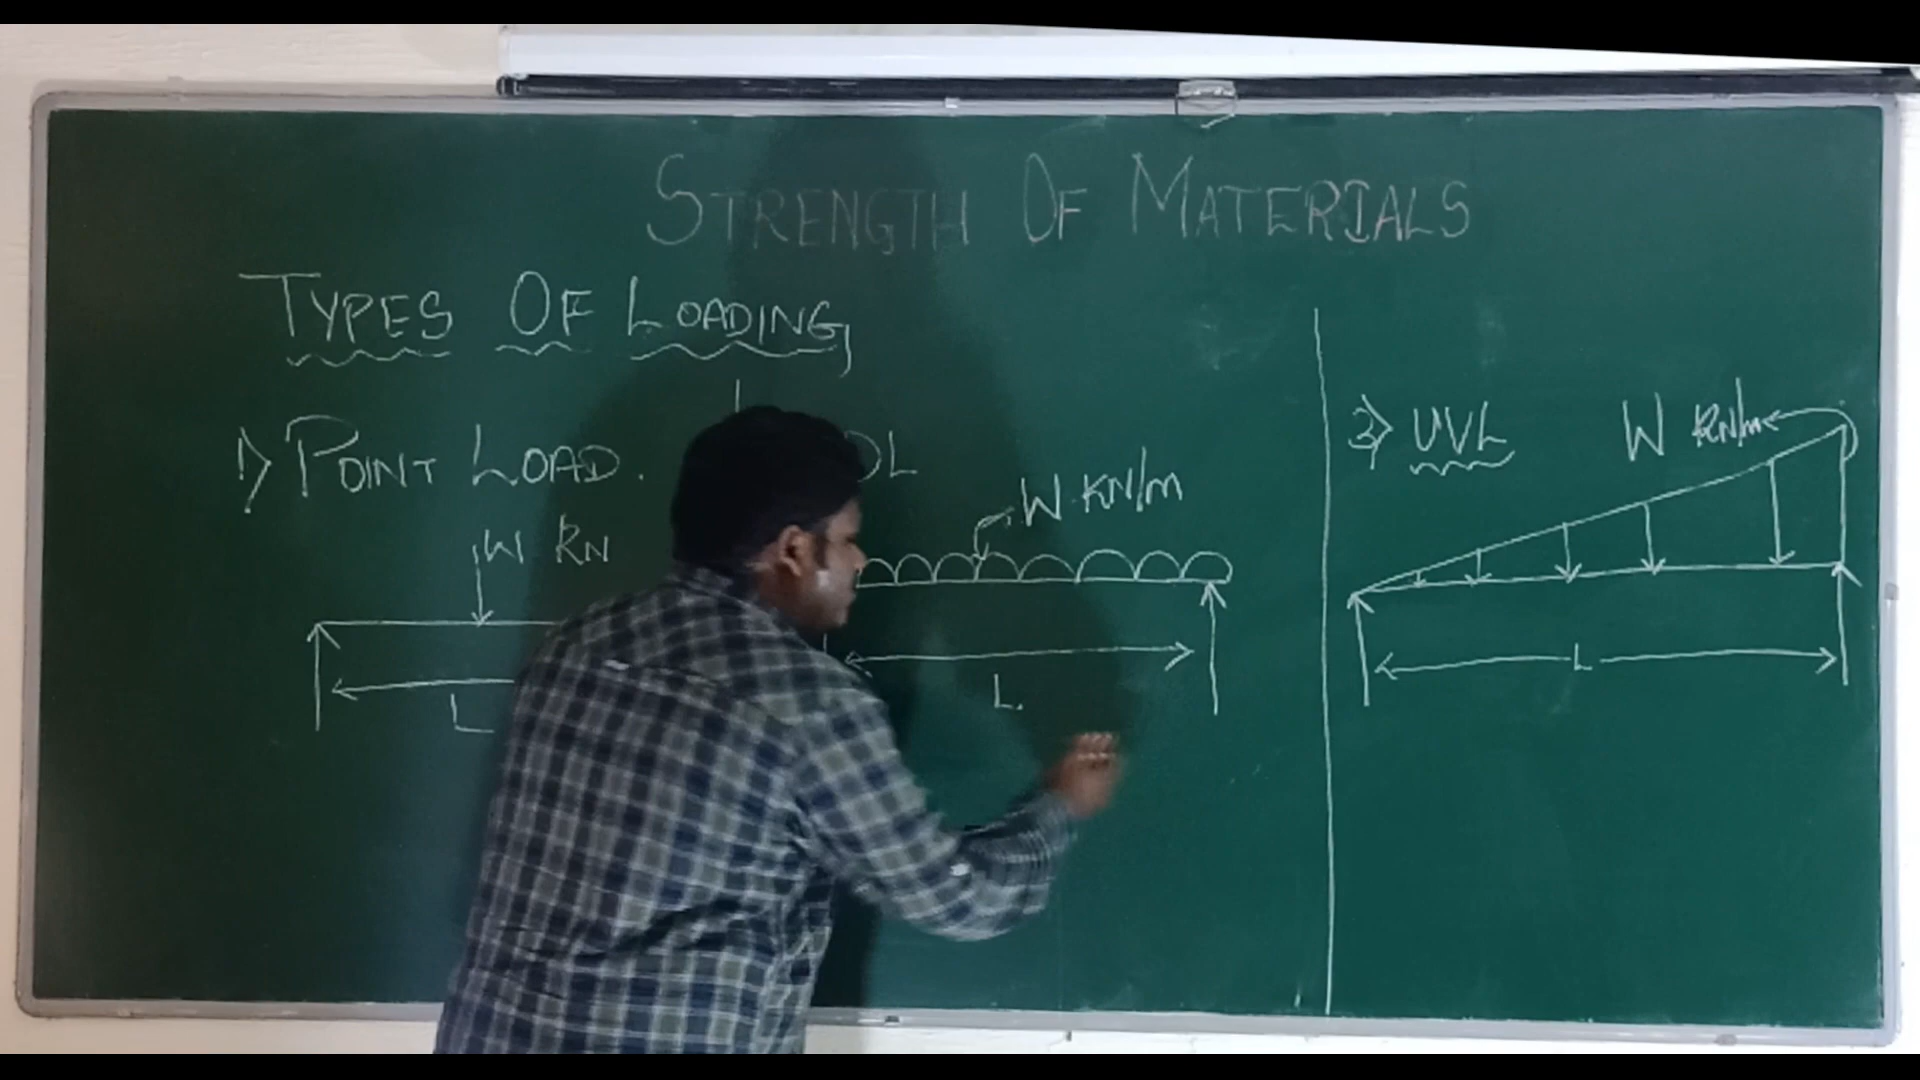 STRENGTH OF MATERIALS
TYPES OF LOADING
1) POINT LOAD.
W KN
L
DL
W KN/m
L.
3) UVL
W KN/m
L